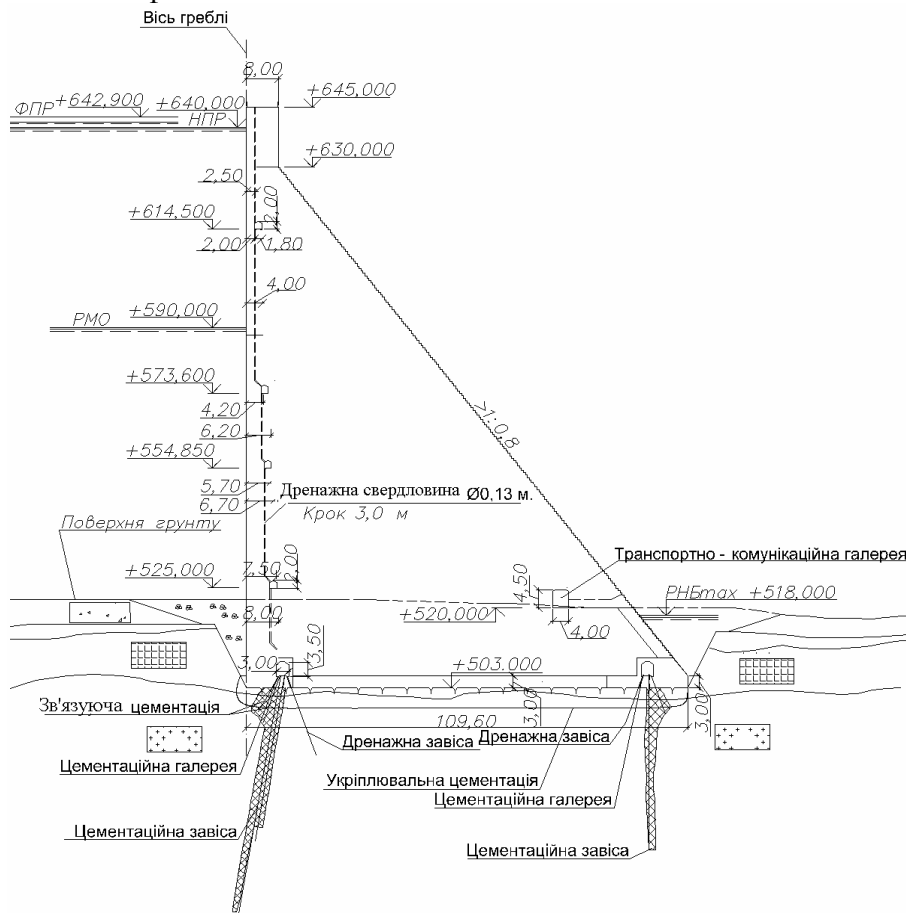 Вісь греблі
8,00
ФПР +642,900 +640,000 +645,000
НПР
+630,000
2,50
2,00
+614,500
2,00 1,80
4,00
РМО +590,000
+573,600
4,20
>1:0,8
6,20
+554,850
5,70
Дренажна свердловина Ø0,13 м.
6,70 Крок 3,0 м
Поверхня грунту
Транспортно - комунікаційна галерея
+525,000 7,50 2,00
4,50
РНБmax +518,000
8,00 +520,000
4,00
3,00 3,50 +503.000
Зв'язуюча цементація
109,60 3,00 3,00
Дренажна завіса Дренажна завіса
Цементаційна галерея Укріплювальна цементація
Цементаційна галерея
Цементаційна завіса
Цементаційна завіса